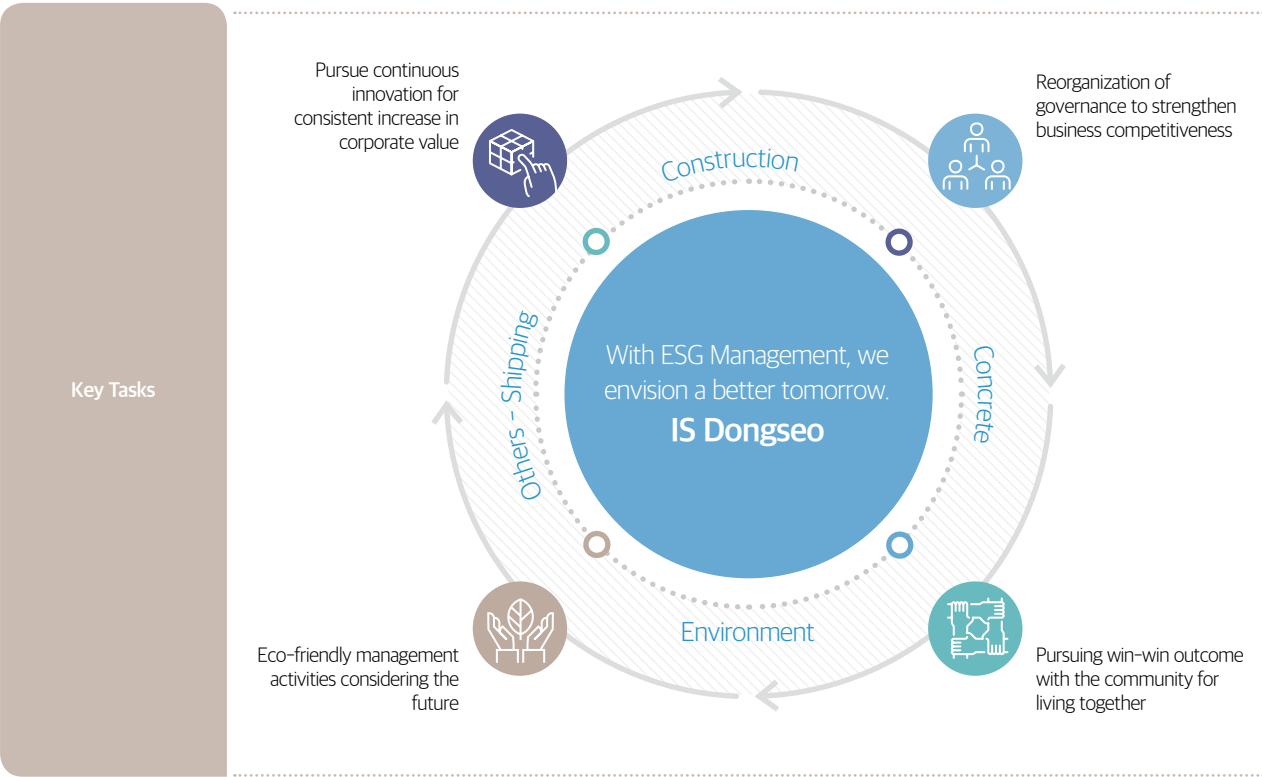 Key Tasks
Pursue continuous
innovation for
consistent increase in
corporate value
Reorganization of
governance to strengthen
business competitiveness
Construction
Concrete
Others - Shipping
Environment
With ESG Management, we
envision a better tomorrow.
IS Dongseo
Eco-friendly management
activities considering the
future
Pursuing win-win outcome
with the community for
living together